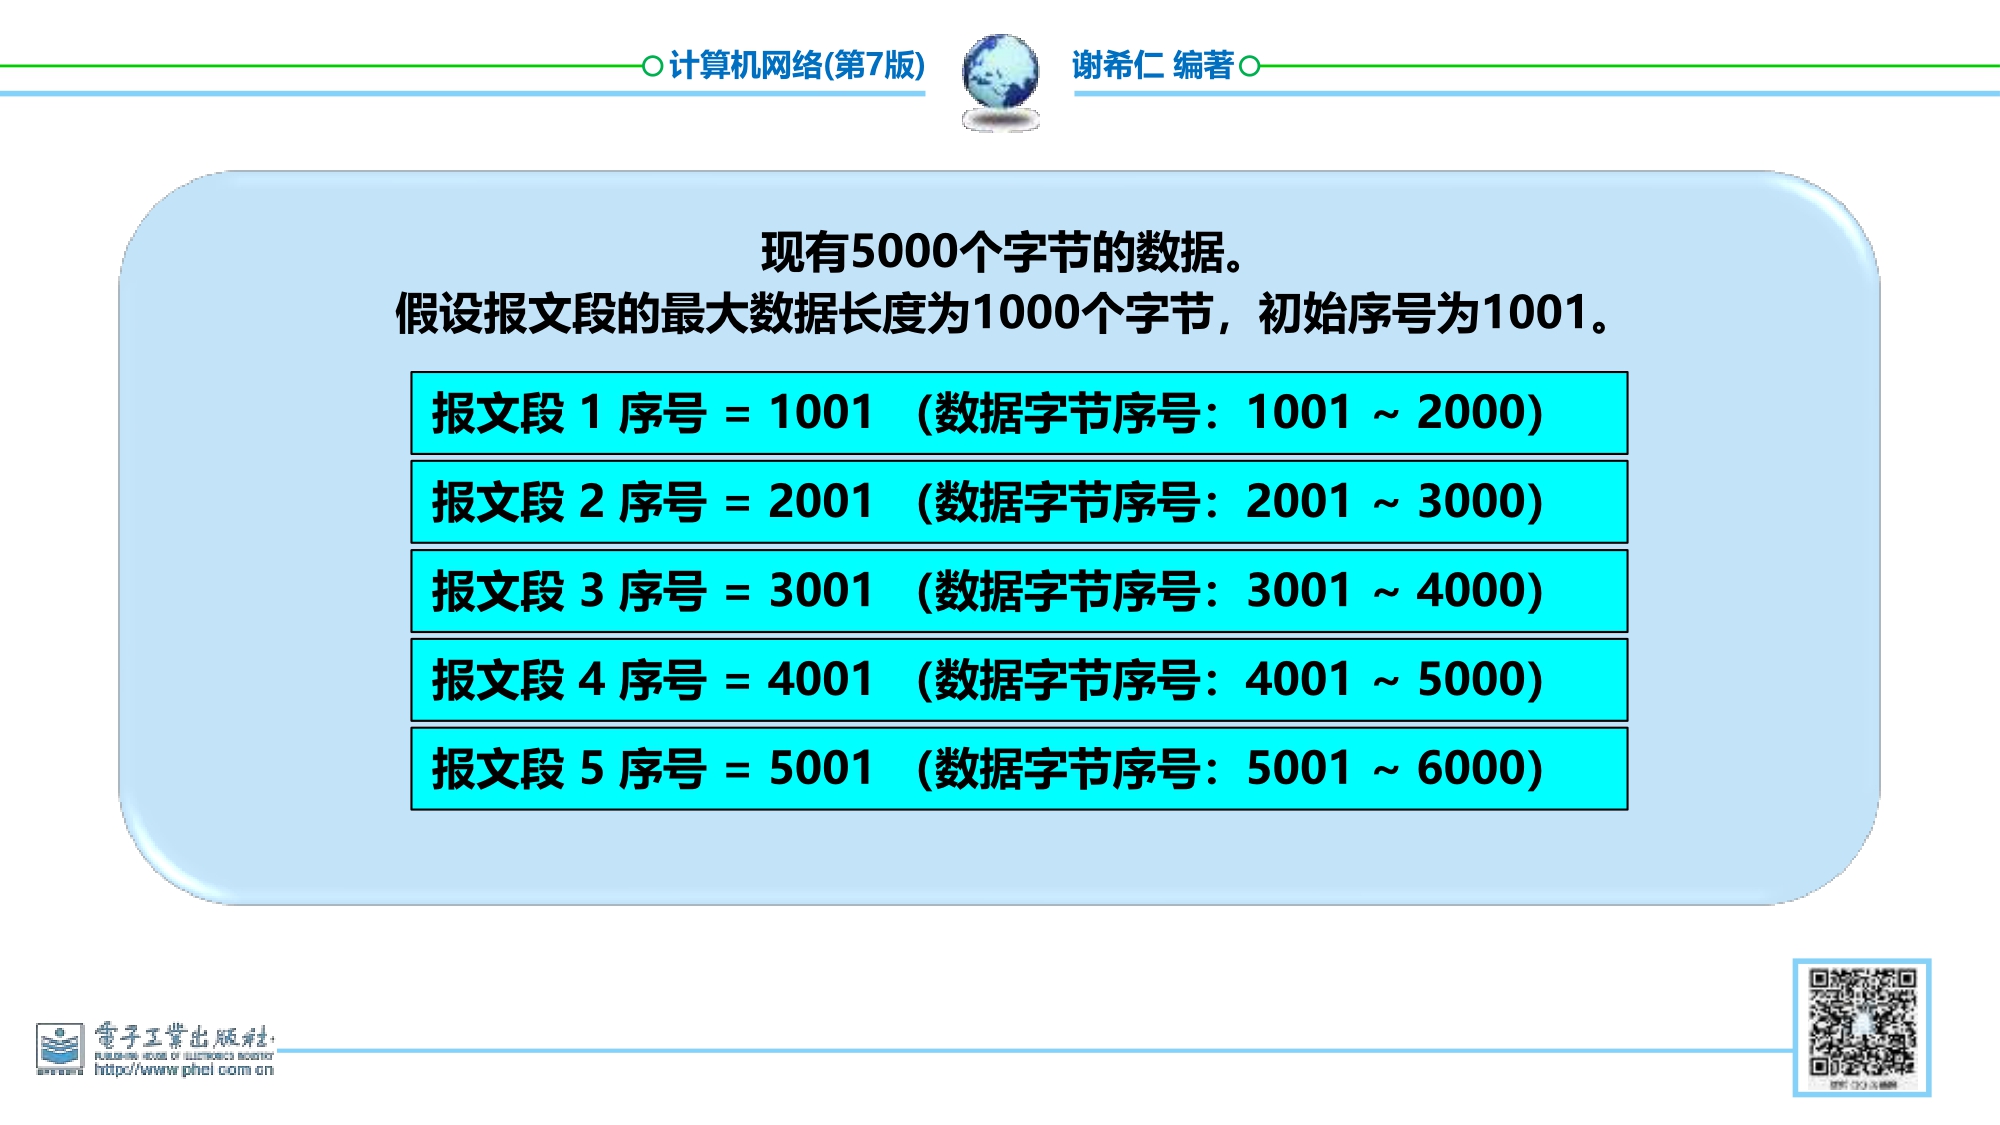 计算机网络(第7版) 谢希仁 编著
现有5000个字节的数据。
假设报文段的最大数据长度为1000个字节，初始序号为1001。
报文段 1 序号 = 1001 (数据字节序号：1001 ~ 2000)
报文段 2 序号 = 2001 (数据字节序号：2001 ~ 3000)
报文段 3 序号 = 3001 (数据字节序号：3001 ~ 4000)
报文段 4 序号 = 4001 (数据字节序号：4001 ~ 5000)
报文段 5 序号 = 5001 (数据字节序号：5001 ~ 6000)
電子工業出版社
PUBLISHING HOUSE OF ELECTRONICS INDUSTRY
http://www.phei.com.cn